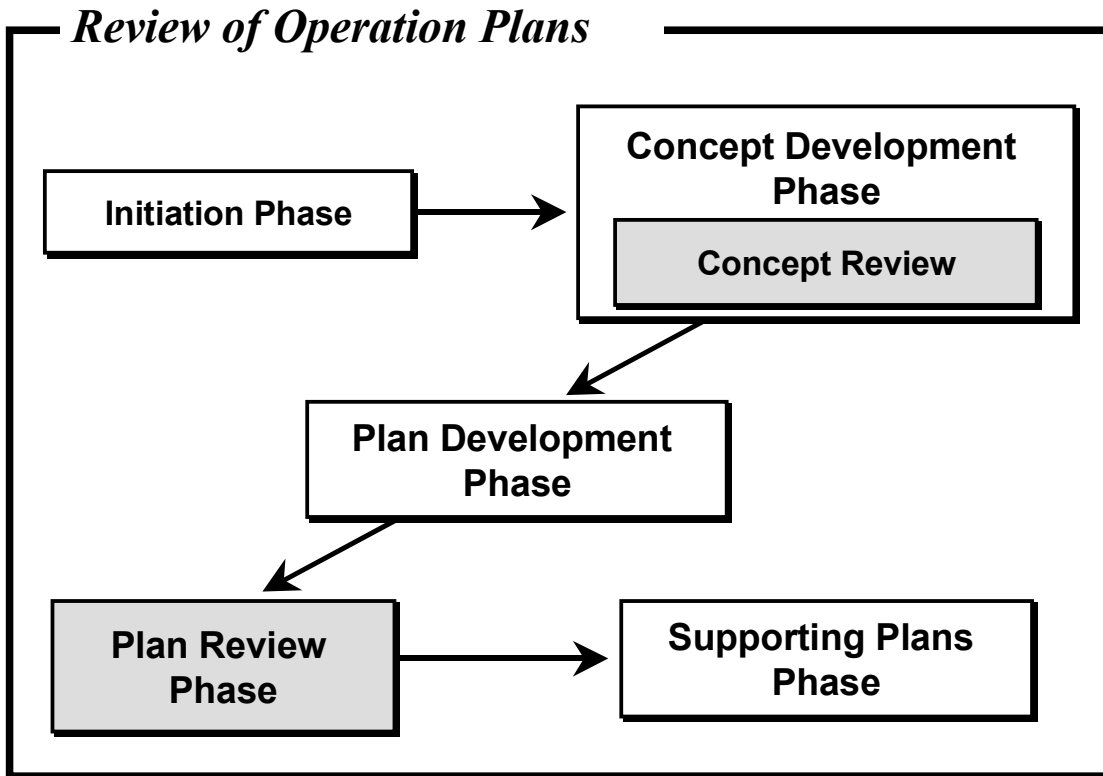 Review of Operation Plans
Initiation Phase
Concept Development
Phase
Concept Review
Plan Development
Phase
Plan Review
Phase
Supporting Plans
Phase